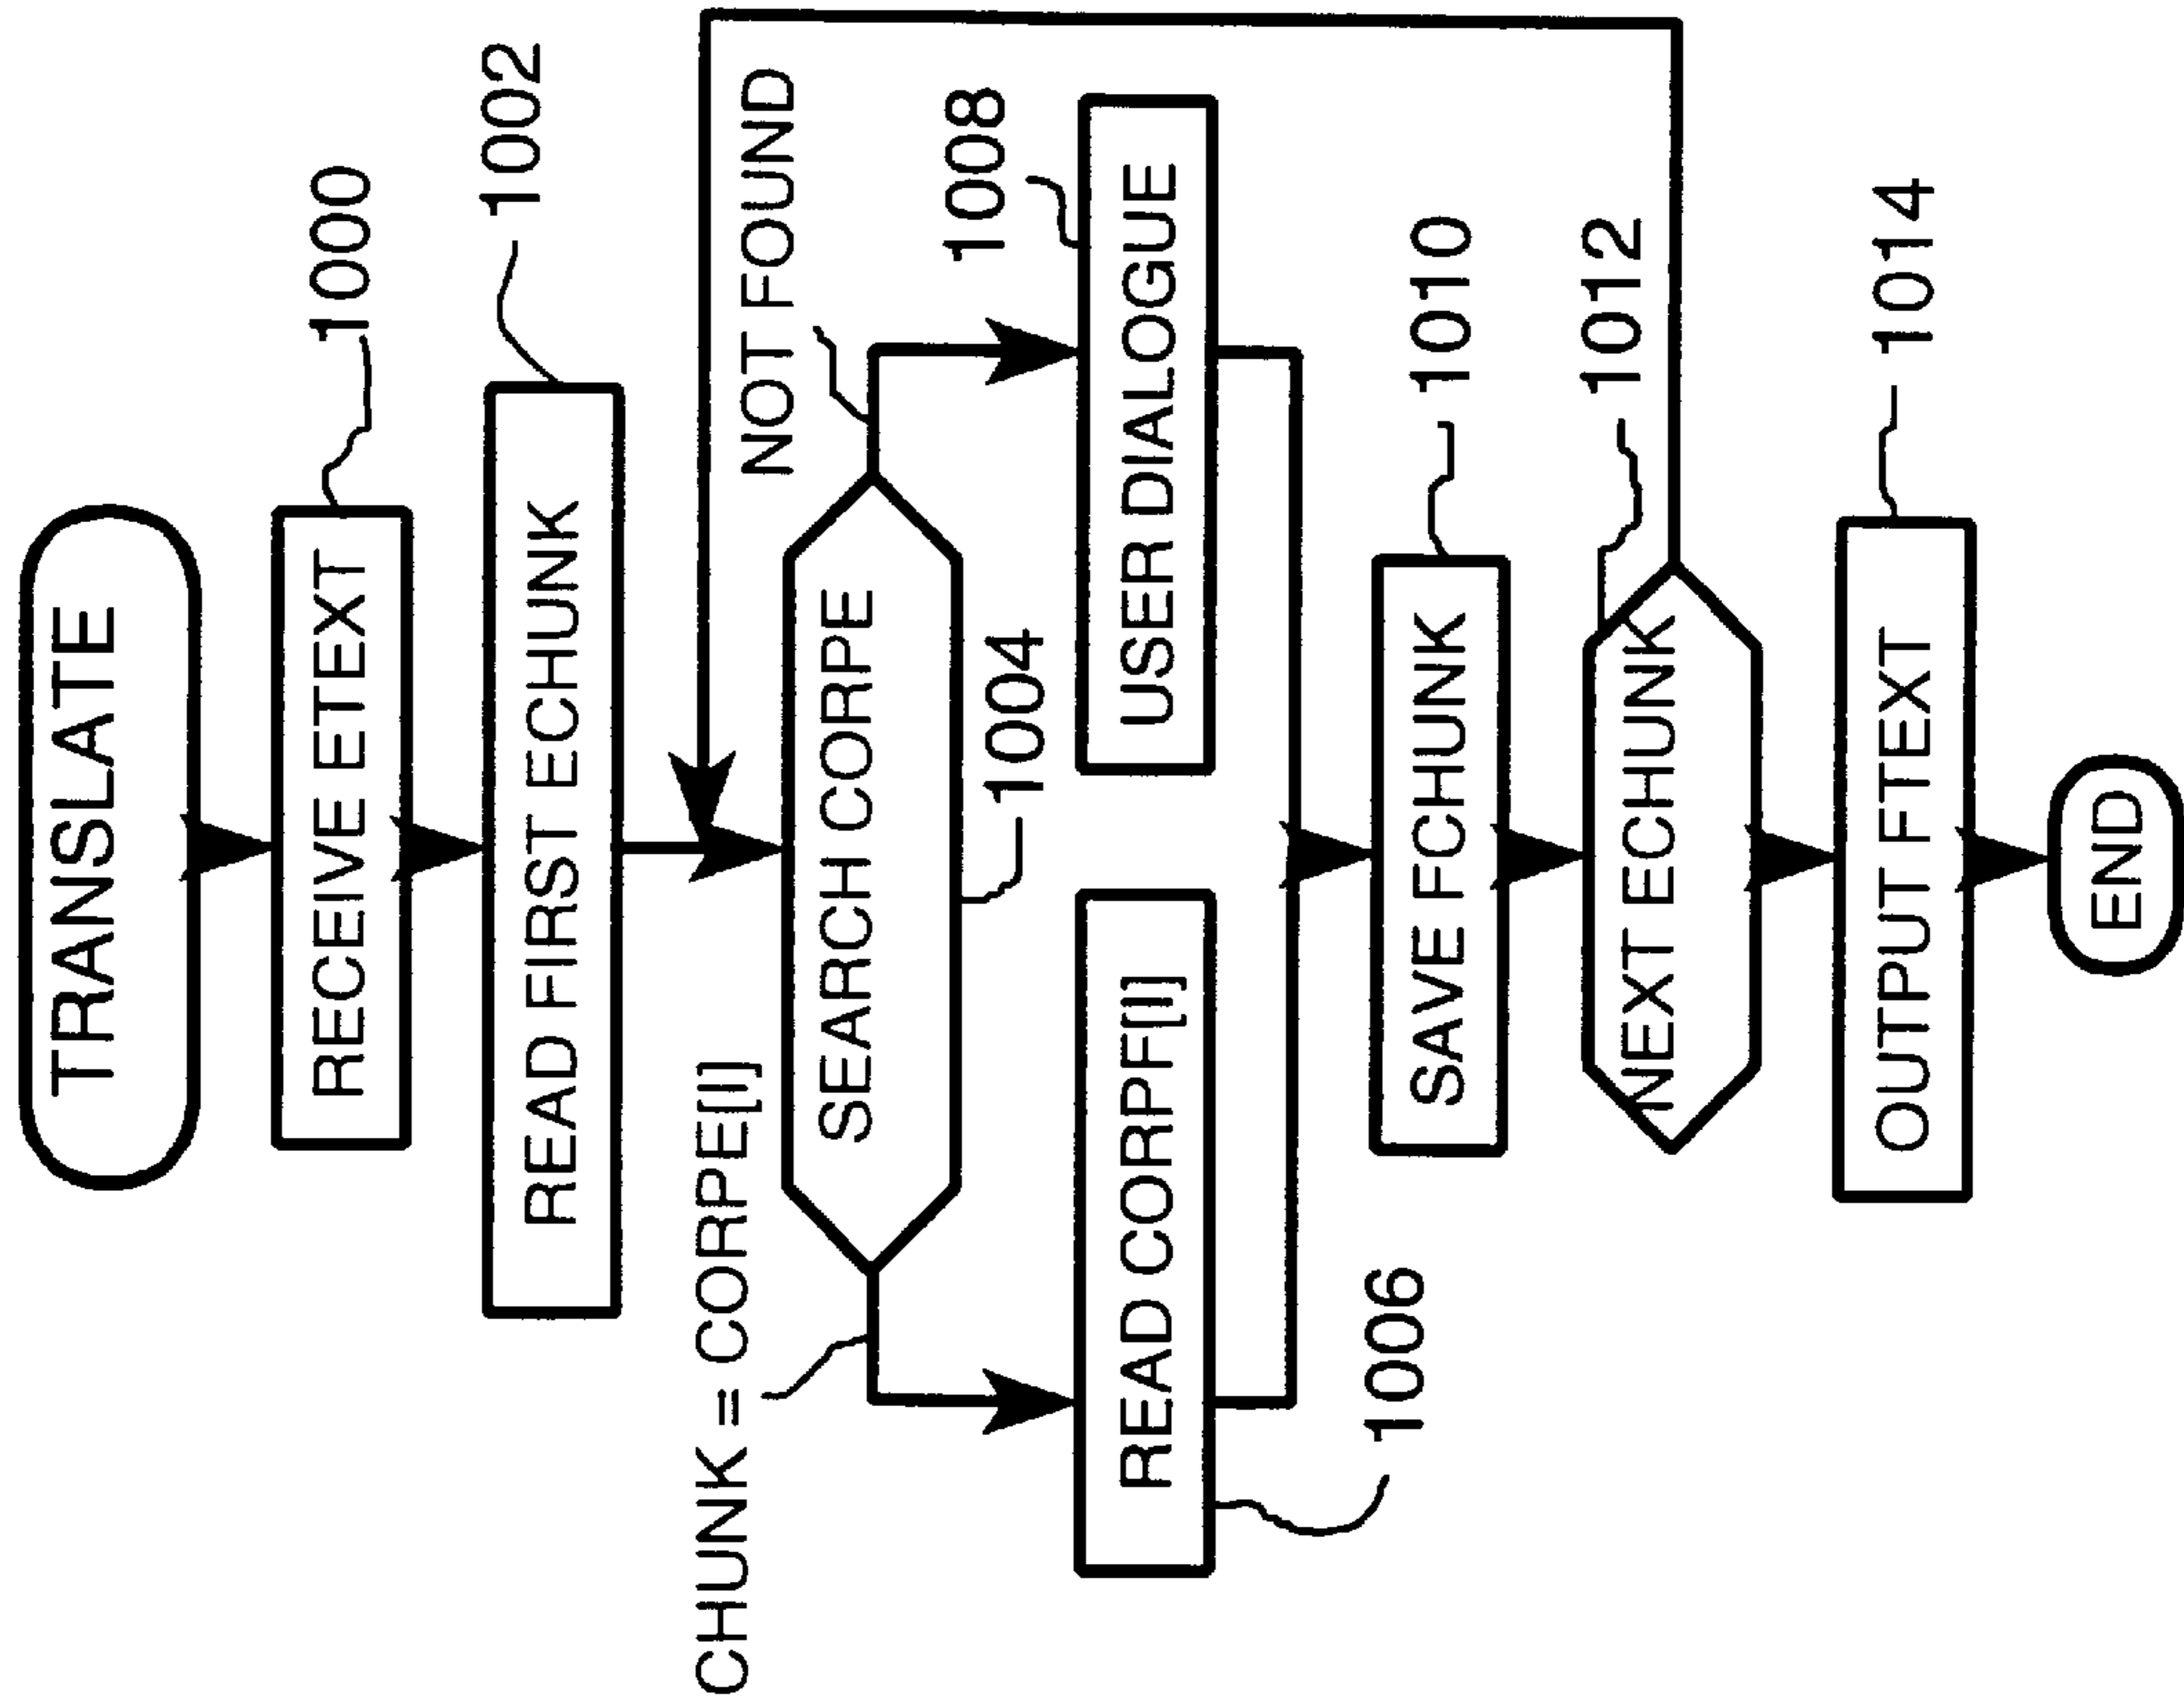 TRANSLATE
1000
RECEIVE ETEXT
1002
READ FIRST ECHUNK
CHUNK = CORPE[I]
NOT FOUND
SEARCH CORPE
1004
1008
READ CORPF[I]
USER DIALOGUE
1006
1010
SAVE FCHUNK
1012
NEXT ECHUNK
1014
OUTPUT FTEXT
END